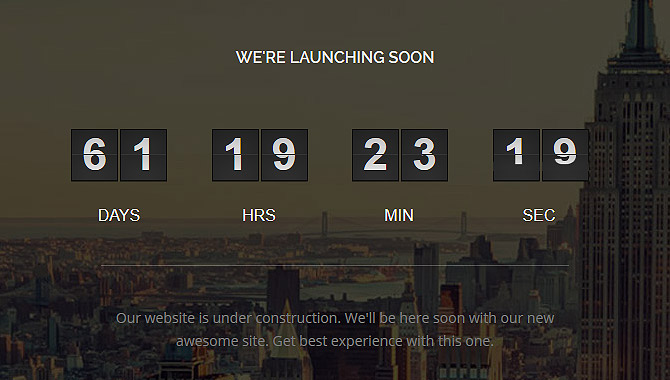 WE'RE LAUNCHING SOON
61 19 23 19
DAYS HRS MIN SEC
Our website is under construction. We'll be here soon with our new
awesome site. Get best experience with this one.